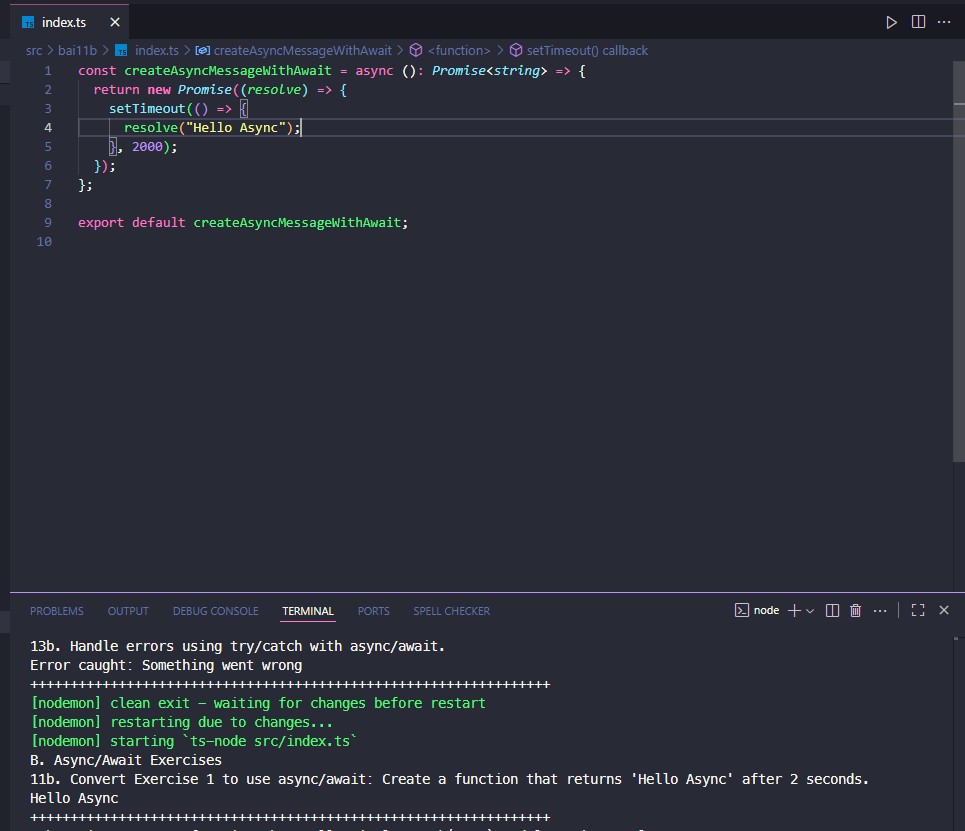 TS index.ts ×
src > bai11b > TS index.ts > createAsyncMessageWithAwait > <function> > setTimeout() callback
1 const createAsyncMessageWithAwait = async (): Promise<string> => {
2 return new Promise((resolve) => {
3 setTimeout(() => {
4 resolve("Hello Async");
5 }, 2000);
6 });
7 };
8
9 export default createAsyncMessageWithAwait;
10
PROBLEMS OUTPUT DEBUG CONSOLE TERMINAL PORTS SPELL CHECKER node
13b. Handle errors using try/catch with async/await.
Error caught: Something went wrong
+++++++++++++++++++++++++++++++++++++++++++++++++++++++++++++++++
[nodemon] clean exit - waiting for changes before restart
[nodemon] restarting due to changes...
[nodemon] starting `ts-node src/index.ts`
B. Async/Await Exercises
11b. Convert Exercise 1 to use async/await: Create a function that returns 'Hello Async' after 2 seconds.
Hello Async
+++++++++++++++++++++++++++++++++++++++++++++++++++++++++++++++++